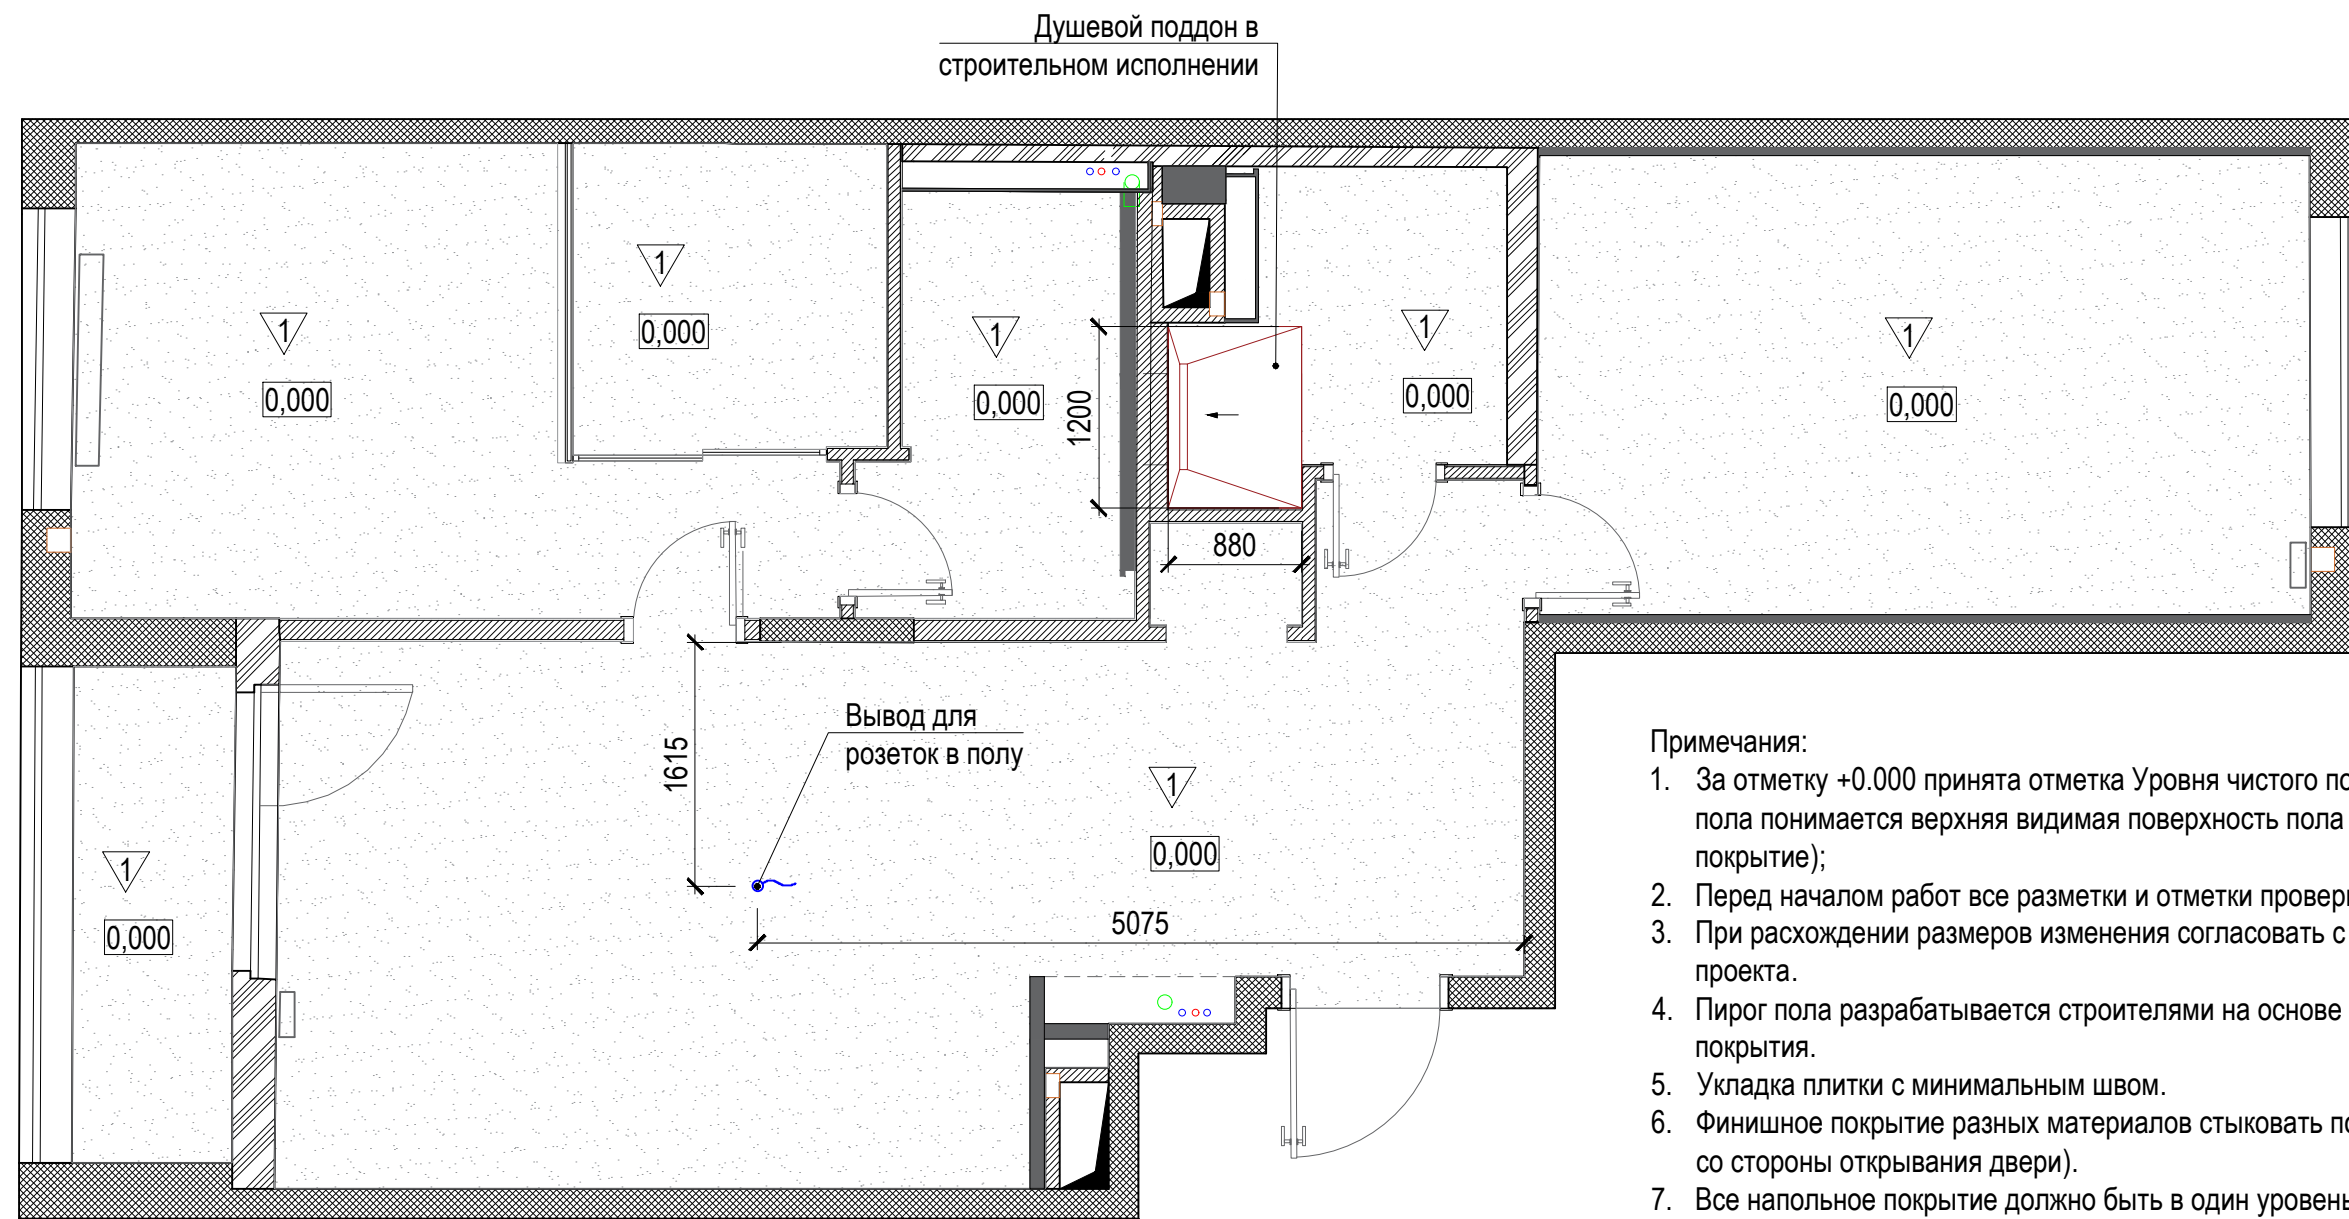 Душевой поддон в
строительном исполнении
1
0,000
1
0,000
1
0,000
1200
880
1
0,000
1
0,000
1615
Вывод для
розеток в полу
1
0,000
5075
1
0,000
Примечания:
1. За отметку +0.000 принята отметка Уровня чистого
пола понимается верхняя видимая поверхность пола
покрытие);
2. Перед началом работ все разметки и отметки
3. При расхождении размеров изменения согласовать с
проекта.
4. Пирог пола разрабатывается строителями на основе
покрытия.
5. Укладка плитки с минимальным швом.
6. Финишное покрытие разных материалов стыковать
со стороны открывания двери).
7. Все напольное покрытие должно быть в один уровень